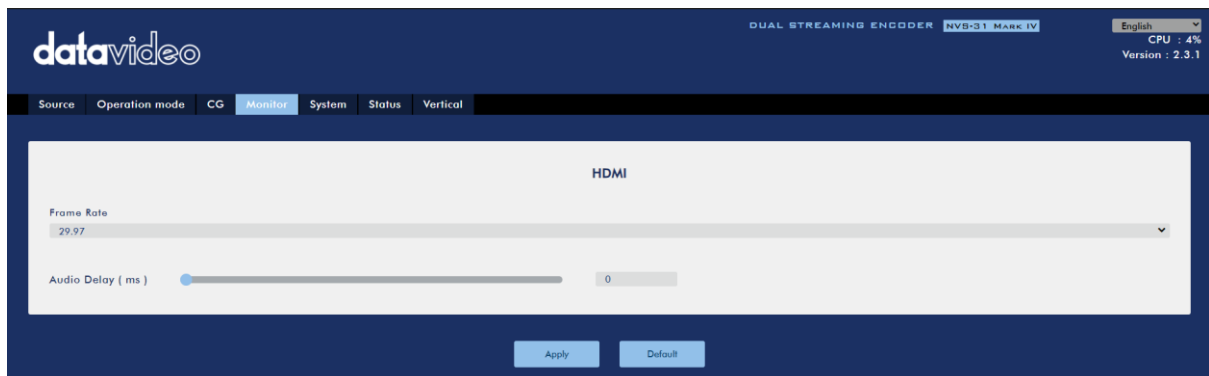 datavideo
DUAL STREAMING ENCODER NVS-31 MARK IV
English
CPU : 4%
Version : 2.3.1
Source Operation mode CG Monitor System Status Vertical
HDMI
Frame Rate
29.97
Audio Delay ( ms ) 0
Apply Default